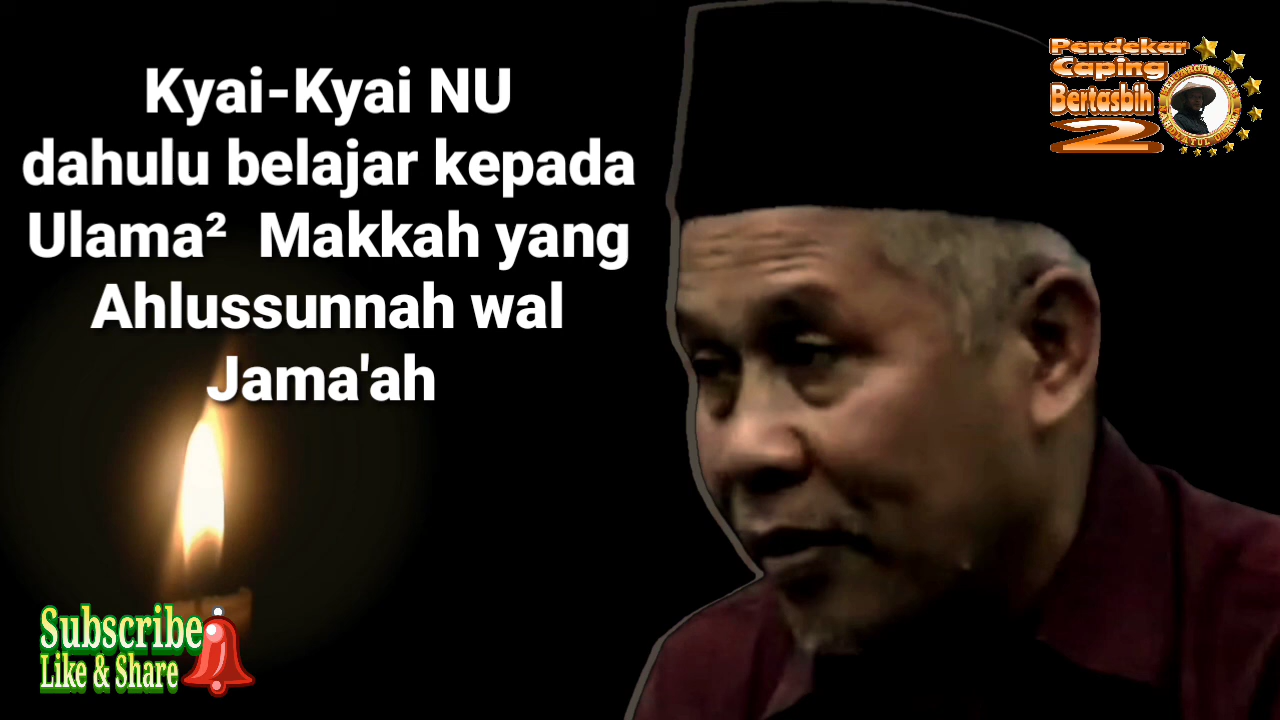 Kyai-Kyai NU
dahulu belajar kepada
Ulama² Makkah yang
Ahlussunnah wal
Jama'ah
Pendekar
Caping
Bertasbih
2
Subscribe
Like & Share